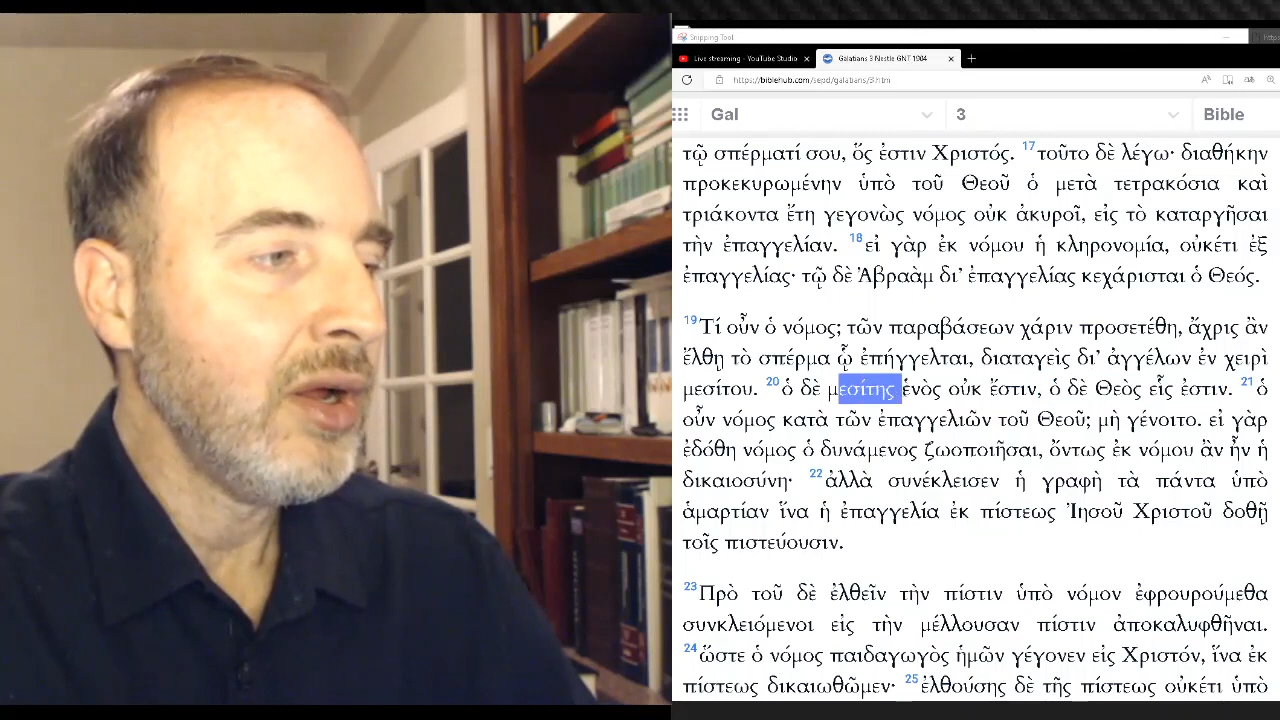 Snipping Tool
https
Live streaming - YouTube Studio
Galatians 3 Nestle GNT 1904
https://biblehub.com/sepd/galatians/3.htm
Gal
3
Bible
τῷ σπέρματί σου, ὅς ἐστιν Χριστός. 17 τοῦτο δὲ λέγω· διαθήκην
προκεκυρωμένην ὑπὸ τοῦ Θεοῦ ὁ μετὰ τετρακόσια καὶ
τριάκοντα ἔτη γεγονὼς νόμος οὐκ ἀκυροῖ, εἰς τὸ καταργῆσαι
τὴν ἐπαγγελίαν. 18 εἰ γὰρ ἐκ νόμου ἡ κληρονομία, οὐκέτι ἐξ
ἐπαγγελίας· τῷ δὲ Ἀβραὰμ δι’ ἐπαγγελίας κεχάρισται ὁ Θεός.
19 Τί οὖν ὁ νόμος; τῶν παραβάσεων χάριν προσετέθη, ἄχρις ἂν
ἔλθῃ τὸ σπέρμα ᾧ ἐπήγγελται, διαταγεὶς δι’ ἀγγέλων ἐν χειρὶ
μεσίτου. 20 ὁ δὲ μεσίτης ἑνὸς οὐκ ἔστιν, ὁ δὲ Θεὸς εἷς ἐστιν. 21 ὁ
οὖν νόμος κατὰ τῶν ἐπαγγελιῶν τοῦ Θεοῦ; μὴ γένοιτο. εἰ γὰρ
ἐδόθη νόμος ὁ δυνάμενος ζωοποιῆσαι, ὄντως ἐκ νόμου ἂν ἦν ἡ
δικαιοσύνη· 22 ἀλλὰ συνέκλεισεν ἡ γραφὴ τὰ πάντα ὑπὸ
ἁμαρτίαν ἵνα ἡ ἐπαγγελία ἐκ πίστεως Ἰησοῦ Χριστοῦ δοθῇ
τοῖς πιστεύουσιν.
23 Πρὸ τοῦ δὲ ἐλθεῖν τὴν πίστιν ὑπὸ νόμον ἐφρουρούμεθα
συνκλειόμενοι εἰς τὴν μέλλουσαν πίστιν ἀποκαλυφθῆναι.
24 ὥστε ὁ νόμος παιδαγωγὸς ἡμῶν γέγονεν εἰς Χριστόν, ἵνα ἐκ
πίστεως δικαιωθῶμεν· 25 ἐλθούσης δὲ τῆς πίστεως οὐκέτι ὑπὸ